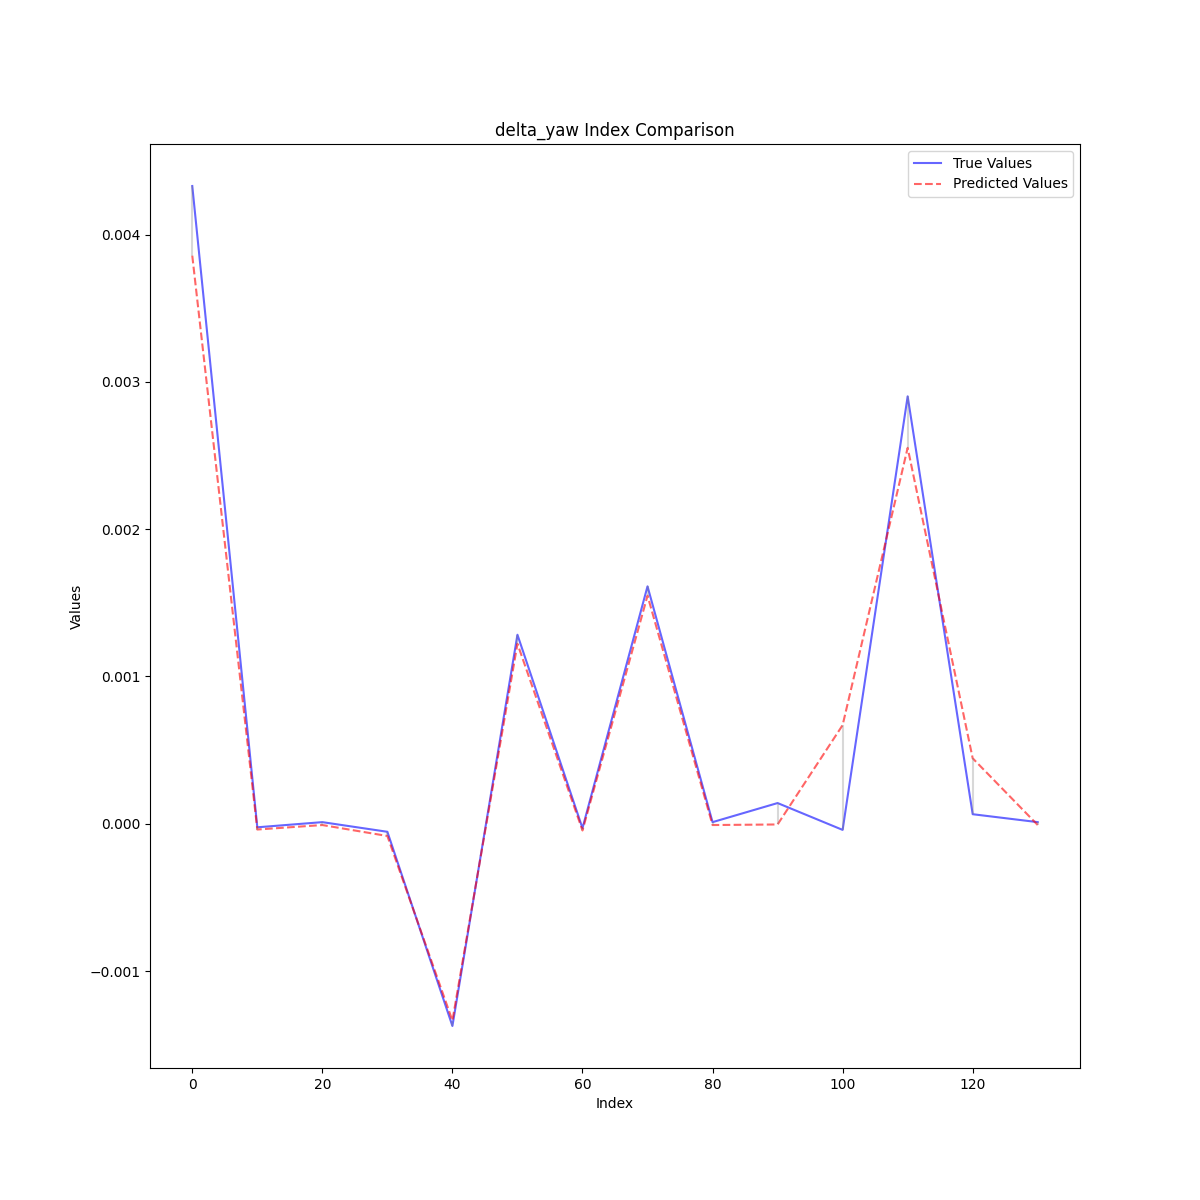 delta_yaw Index Comparison
True Values
Predicted Values
0.004
0.003
0.002
0.001
0.000
−0.001
Values
0 20 40 60 80 100 120
Index